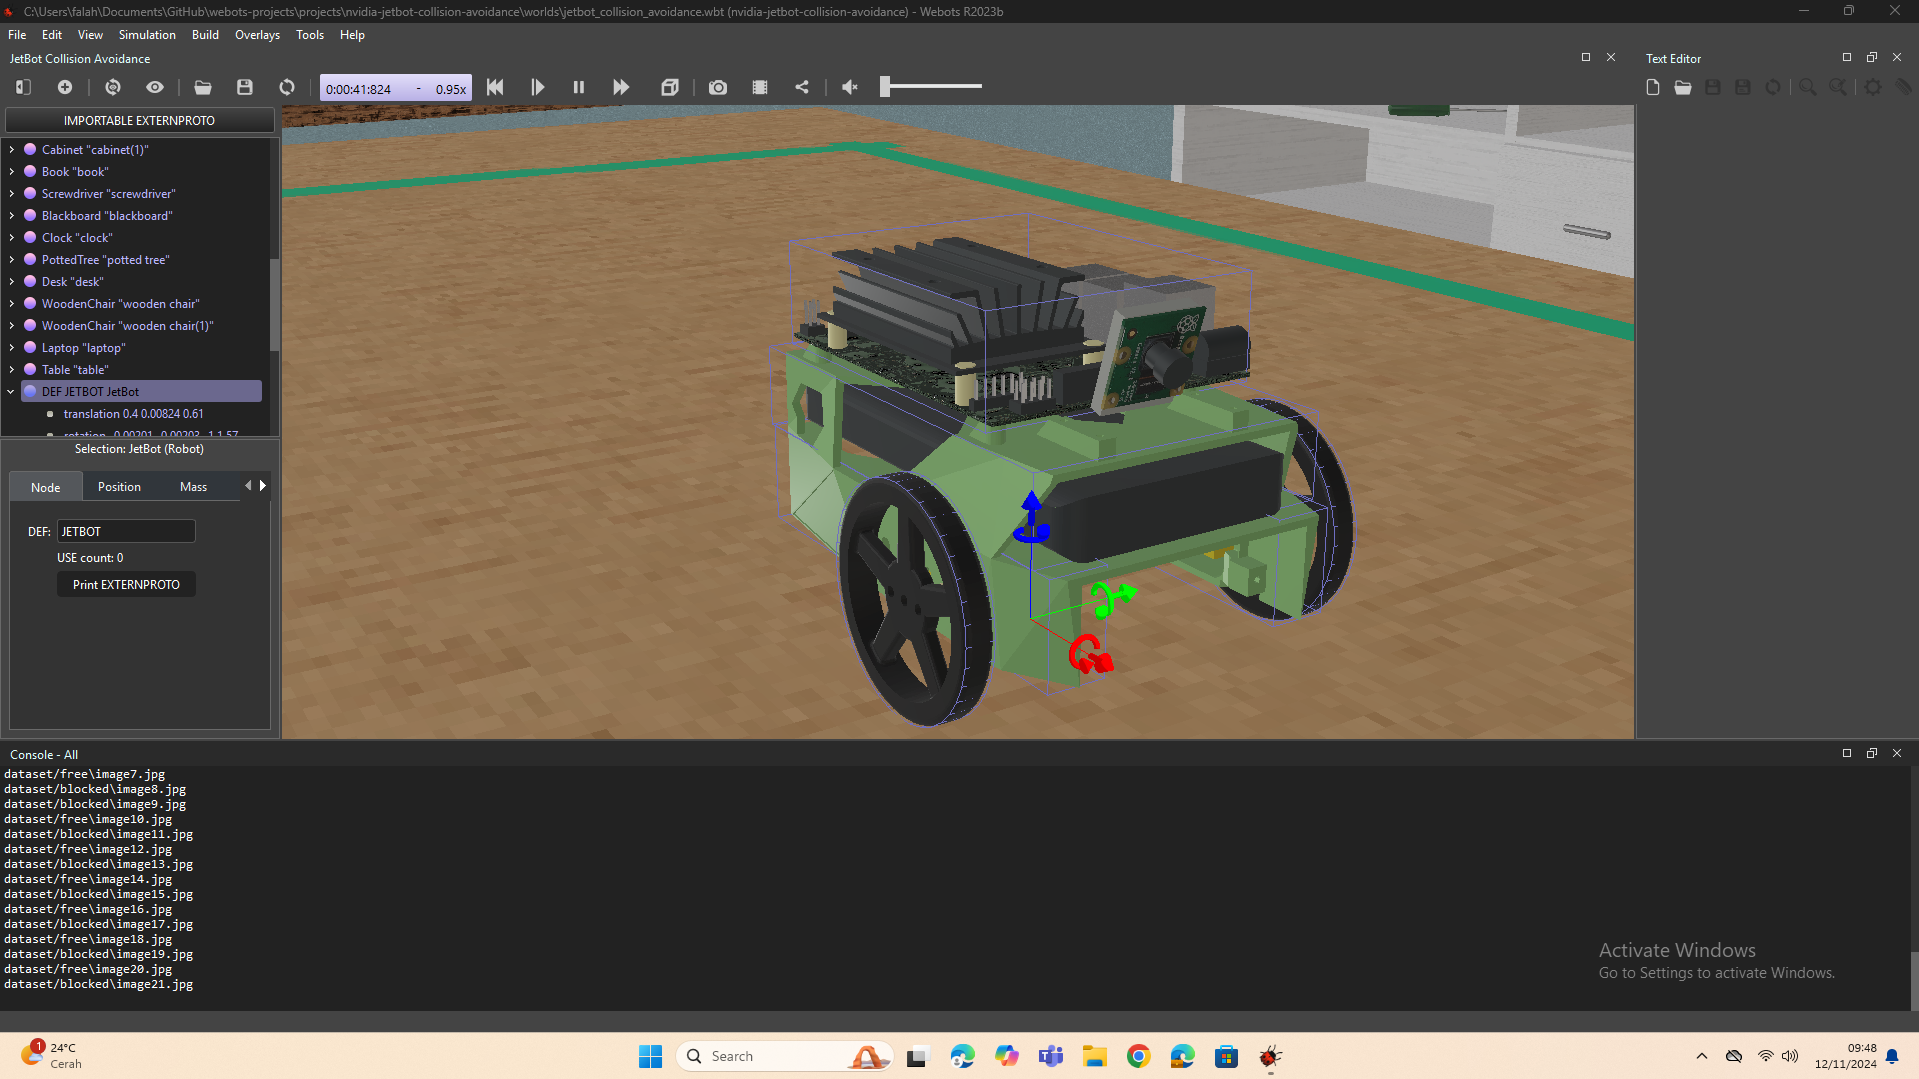 C:\Users\falah\Documents\GitHub\webots-projects\projects\nvidia-jetbot-collision-avoidance\worlds\jetbot_collision_avoidance.wbt (nvidia-jetbot-collision-avoidance) - Webots R2023b
File Edit View Simulation Build Overlays Tools Help
JetBot Collision Avoidance
Text Editor
0:00:41:824 - 0.95x
IMPORTABLE EXTERNPROTO
Cabinet "cabinet(1)"
Book "book"
Screwdriver "screwdriver"
Blackboard "blackboard"
Clock "clock"
PottedTree "potted tree"
Desk "desk"
WoodenChair "wooden chair"
WoodenChair "wooden chair(1)"
Laptop "laptop"
Table "table"
DEF JETBOT JetBot
translation 0.4 0.00824 0.61
Selection: JetBot (Robot)
Node Position Mass
DEF: JETBOT
USE count: 0
Print EXTERNPROTO
Console - All
dataset/free\image7.jpg
dataset/blocked\image8.jpg
dataset/blocked\image9.jpg
dataset/free\image10.jpg
dataset/blocked\image11.jpg
dataset/free\image12.jpg
dataset/blocked\image13.jpg
dataset/free\image14.jpg
dataset/blocked\image15.jpg
dataset/free\image16.jpg
dataset/blocked\image17.jpg
dataset/free\image18.jpg
dataset/blocked\image19.jpg
dataset/free\image20.jpg
dataset/blocked\image21.jpg
Activate Windows
Go to Settings to activate Windows.
1
24°C
Cerah
Search
09:48
12/11/2024